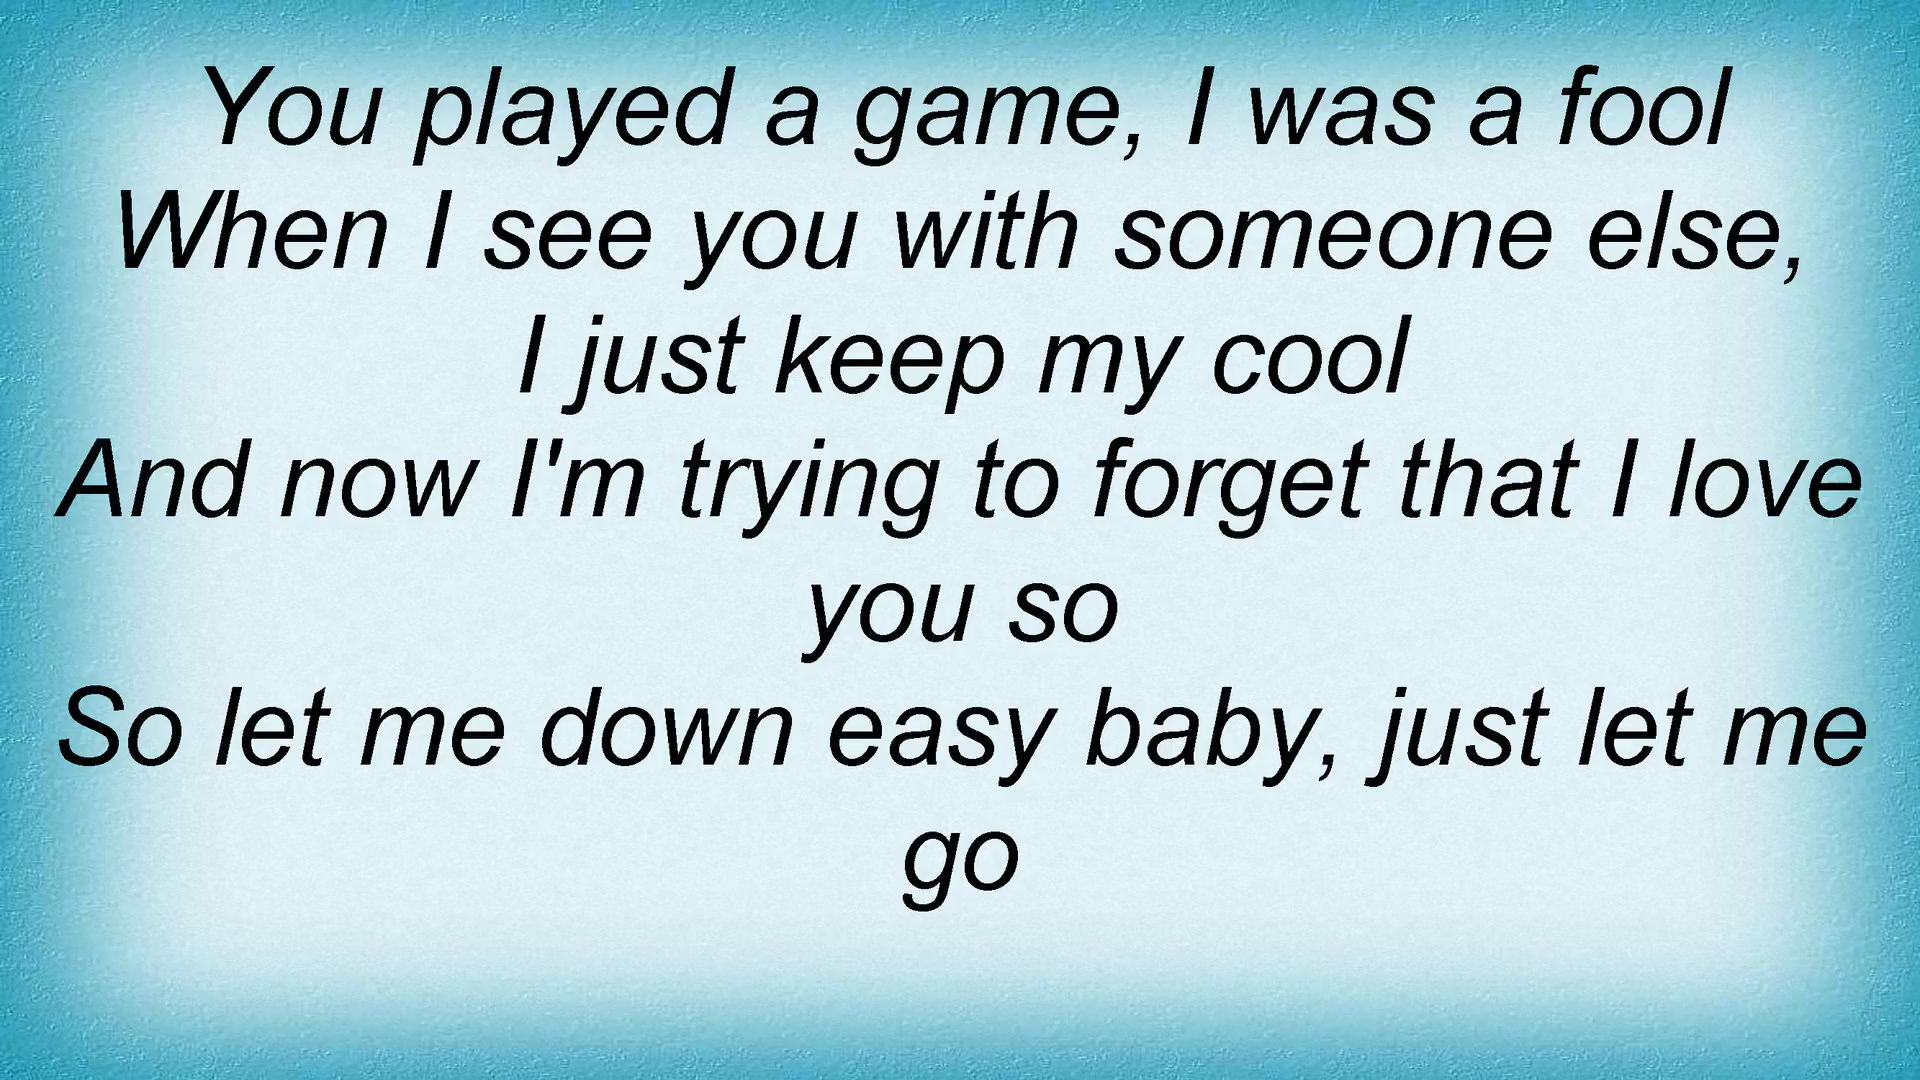 You played a game, I was a fool
When I see you with someone else,
I just keep my cool
And now I'm trying to forget that I love
you so
So let me down easy baby, just let me
go